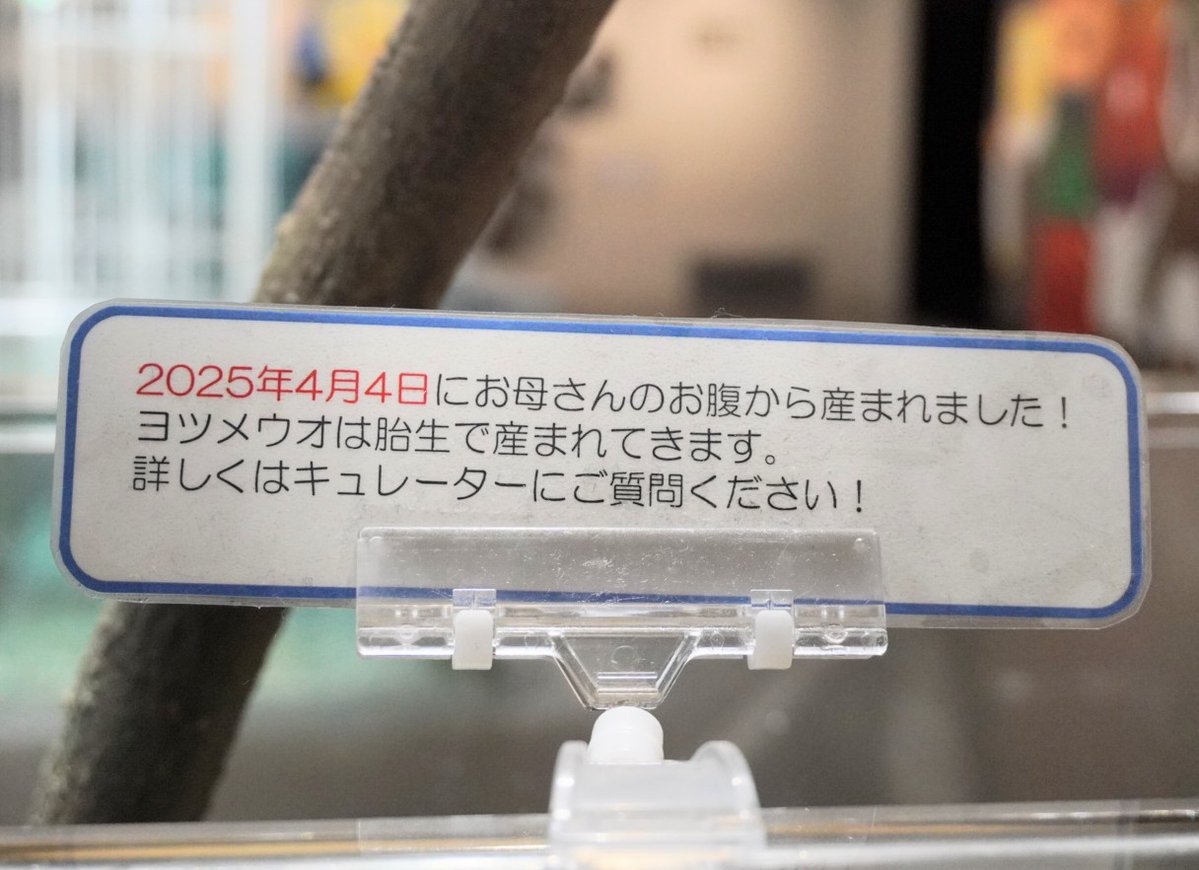 2025年4月4日にお母さんのお腹から産まれました！
ヨツメウオは胎生で産まれてきます。
詳しくはキュレーターにご質問ください！